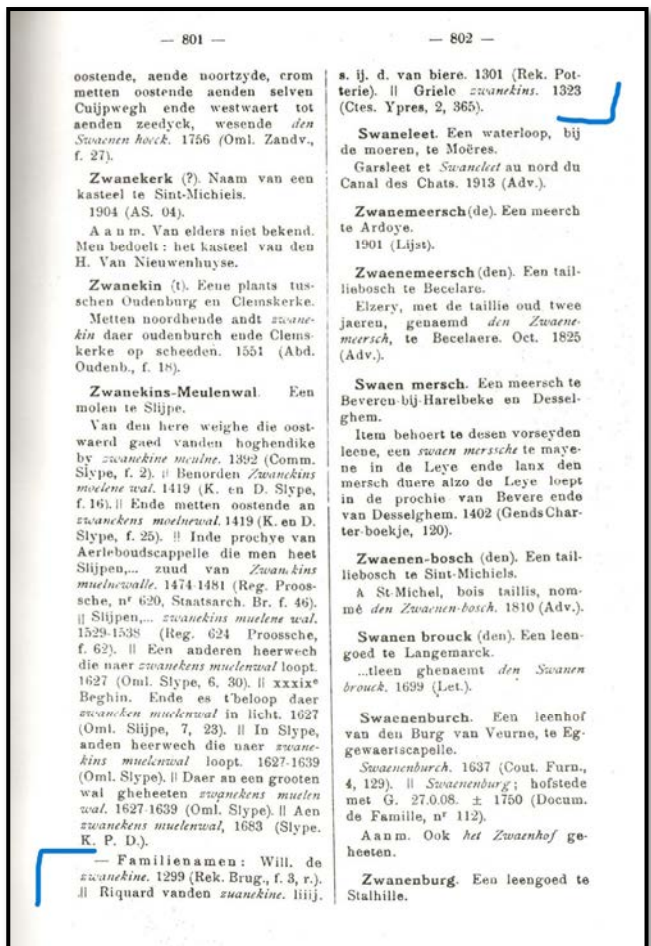 — 801 —
oostende, aende noortzyde, crom
metten oostende aenden selven
Cuijpwegh ende westwaert tot
aenden zeedyck, wesende den
Swaenen hoeck. 1756 (Oml. Zandv.,
f. 27).
Zwanekerk (?). Naam van een
kasteel te Sint-Michiels.
1904 (AS. 04).
Aanm. Van elders niet bekend.
Men bedoelt : het kasteel van den
H. Van Nieuwenhuyse.
Zwanekin (t). Eene plaats tus-
schen Oudenburg en Clemskerke.
Metten noordhende andt zwane-
kin daer oudenburch ende Clems-
kerke op scheeden. 1551 (Abd.
Oudenb., f. 18).
Zwanekins-Meulenwal. Een
molen te Slijpe.
Van den here weighe die oost-
waerd gaed vanden hoghendike
by zwanekine meulne. 1392 (Comm.
Slype, f. 2). || Benorden Zwanekins
moelene wal. 1419 (K. en D. Slype,
f. 16). || Ende metten oostende an
zwanekens moelnewal. 1419 (K. en D.
Slype, f. 25). || Inde prochye van
Aerleboudscappelle die men heet
Slijpen,... zuud van Zwanekins
muelnewalle. 1474-1481 (Reg. Proos-
sche, nr 620, Staatsarch. Br. f. 46).
|| Slijpen,... zwanekins muelene wal.
1529-1538 (Reg. 624 Proossche,
f. 62). || Een anderen heerwech
die naer zwanekens muelenwal loopt.
1627 (Oml. Slype, 6, 30). || xxxixe
Beghin. Ende es t'beloop daer
zwaneken muelenwal in licht. 1627
(Oml. Slijpe, 7, 23). || In Slype,
anden heerwech die naer zwane-
kins muelenwal loopt. 1627-1639
(Oml. Slype). || Daer an een grooten
wal gheheeten zwanekens muelen
wal. 1627-1639 (Oml. Slype). || Aen
zwanekens muelenwal, 1683 (Slype.
K. P. D.).
— Familienamen : Will. de
zwanekine. 1299 (Rek. Brug., f. 3, r.).
|| Riquard vanden zuanekine. liiij.
— 802 —
s. ij. d. van biere. 1301 (Rek. Pot-
terie). || Griele zwanekins. 1323
(Ctes. Ypres, 2, 365).
Swaneleet. Een waterloop, bij
de moeren, te Moëres.
Garsleet et Swaneleet au nord du
Canal des Chats. 1913 (Adv.).
Zwanemeersch (de). Een meerch
te Ardoye.
1901 (Lijst).
Zwaenemeersch (den). Een tail-
liebosch te Becelare.
Elzery, met de taillie oud twee
jaeren, genaemd den Zwaene-
meersch, te Becelaere. Oct. 1825
(Adv.).
Swaen mersch. Een meersch te
Beveren-bij-Harelbeke en Dessel-
ghem.
Item behoert te desen vorseyden
leene, een swaen merssche te maye-
ne in de Leye ende lanx den
mersch duere alzo de Leye loept
in de prochie van Bevere ende
van Desselghem. 1402 (Gends Char-
ter-boekje, 120).
Zwaenen-bosch (den). Een tail-
liebosch te Sint-Michiels.
A St-Michel, bois taillis, nom-
mé den Zwaenen-bosch. 1810 (Adv.).
Swanen brouck (den). Een leen-
goed te Langemarck.
...tleen ghenaemt den Swanen
brouck. 1699 (Let.).
Swaenenburch. Een leenhof
van den Burg van Veurne, te Eg-
gewaertscapelle.
Swaenenburch. 1637 (Cout. Furn.,
4, 129). || Swaenenburg ; hofstede
met G. 27.0.08. ± 1750 (Docum.
de Famille, nr 112).
Aanm. Ook het Zwaenhof ge-
heeten.
Zwanenburg. Een leengoed te
Stalhille.